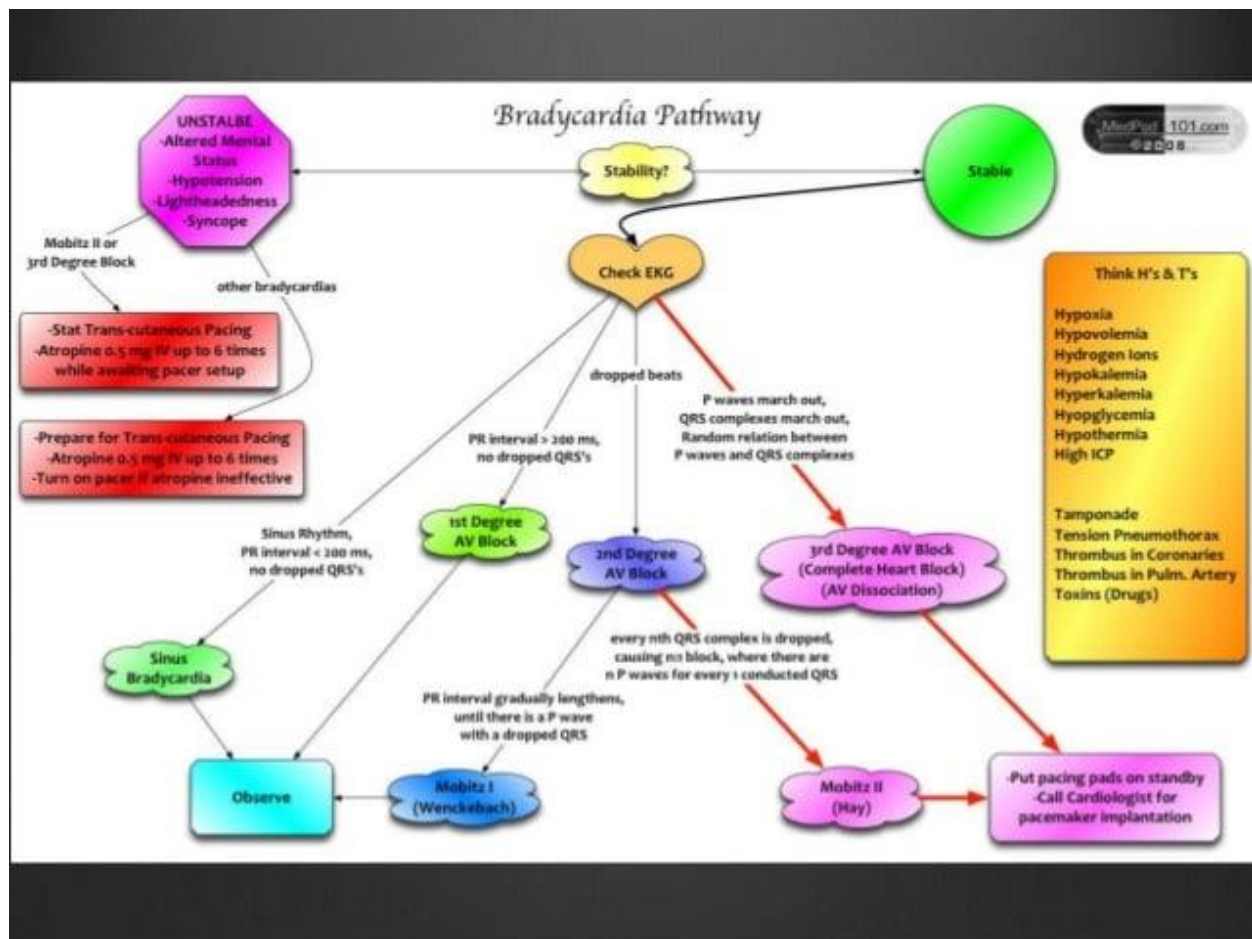 Bradycardia Pathway
MedPod 101.com
©2008
Stability?
UNSTALBE
-Altered Mental
Status
-Hypotension
-Lightheadedness
-Syncope
Stable
Mobitz II or
3rd Degree Block
other bradycardias
-Stat Trans-cutaneous Pacing
-Atropine 0.5 mg IV up to 6 times
while awaiting pacer setup
-Prepare for Trans-cutaneous Pacing
-Atropine 0.5 mg IV up to 6 times
-Turn on pacer if atropine ineffective
Check EKG
Sinus Rhythm,
PR interval < 200 ms,
no dropped QRS's
PR interval > 200 ms,
no dropped QRS's
dropped beats
P waves march out,
QRS complexes march out,
Random relation between
P waves and QRS complexes
Sinus
Bradycardia
1st Degree
AV Block
2nd Degree
AV Block
3rd Degree AV Block
(Complete Heart Block)
(AV Dissociation)
PR interval gradually lengthens,
until there is a P wave
with a dropped QRS
every nth QRS complex is dropped,
causing n:1 block, where there are
n P waves for every 1 conducted QRS
Observe
Mobitz I
(Wenckebach)
Mobitz II
(Hay)
-Put pacing pads on standby
-Call Cardiologist for
pacemaker implantation
Think H's & T's
Hypoxia
Hypovolemia
Hydrogen Ions
Hypokalemia
Hyperkalemia
Hyopglycemia
Hypothermia
High ICP
Tamponade
Tension Pneumothorax
Thrombus in Coronaries
Thrombus in Pulm. Artery
Toxins (Drugs)